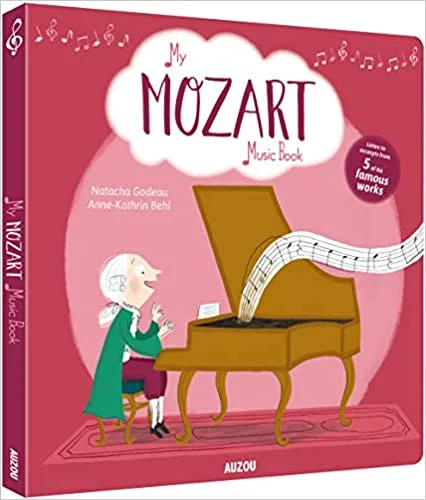 My
MOZART
Music Book
Natacha Godeau
Anne-Kathrin Behl
Listen to
excerpts from
5 of his
famous
works
My MOZART Music Book
AUZOU
AUZOU